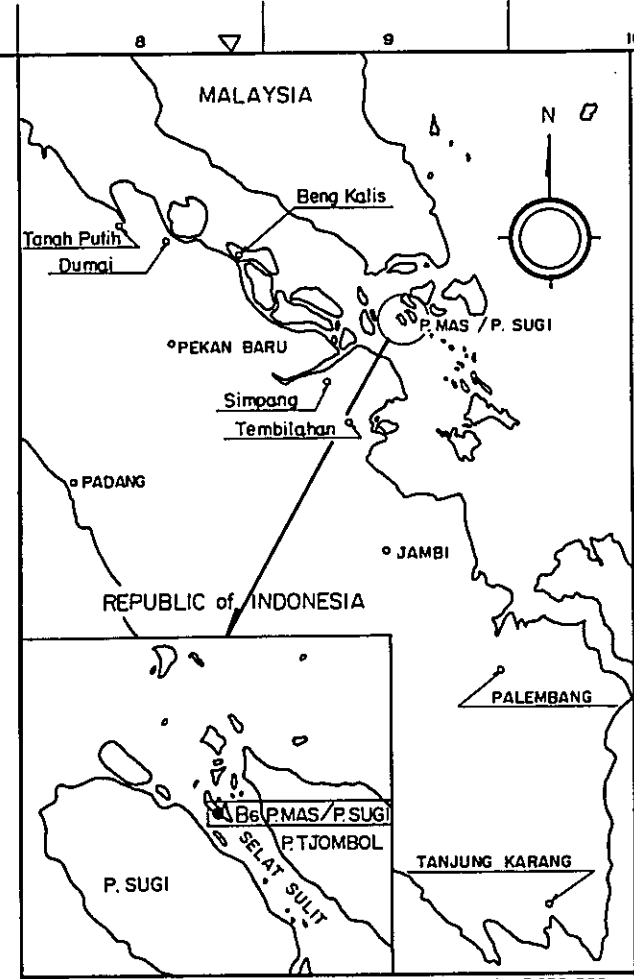 8
9
10
MALAYSIA
N
Beng Kalis
Tanah Putih
Dumai
P.MAS / P. SUGI
PEKAN BARU
Simpang
Tembilahan
PADANG
JAMBI
REPUBLIC of INDONESIA
PALEMBANG
B6 P.MAS/P.SUGI
P.TJOMBOL
SELAT SULIT
P. SUGI
TANJUNG KARANG